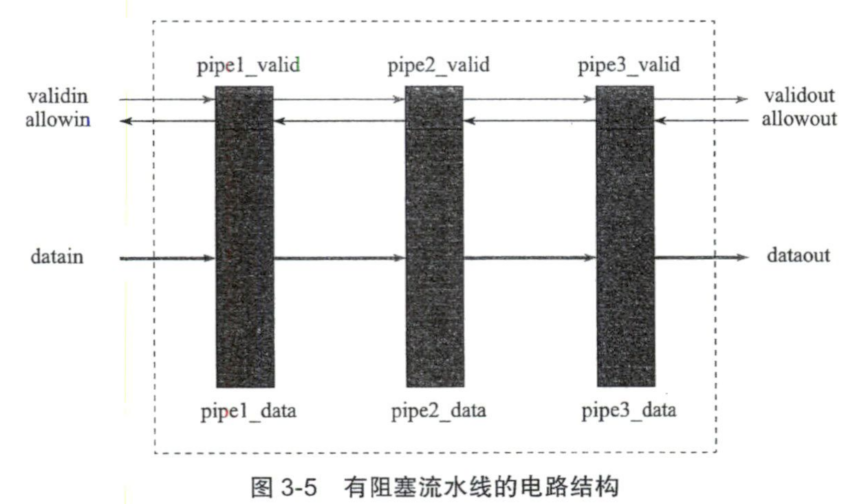 pipe1_valid pipe2_valid pipe3_valid
validin validout
allowin allowout
datain dataout
pipe1_data pipe2_data pipe3_data
图 3-5 有阻塞流水线的电路结构